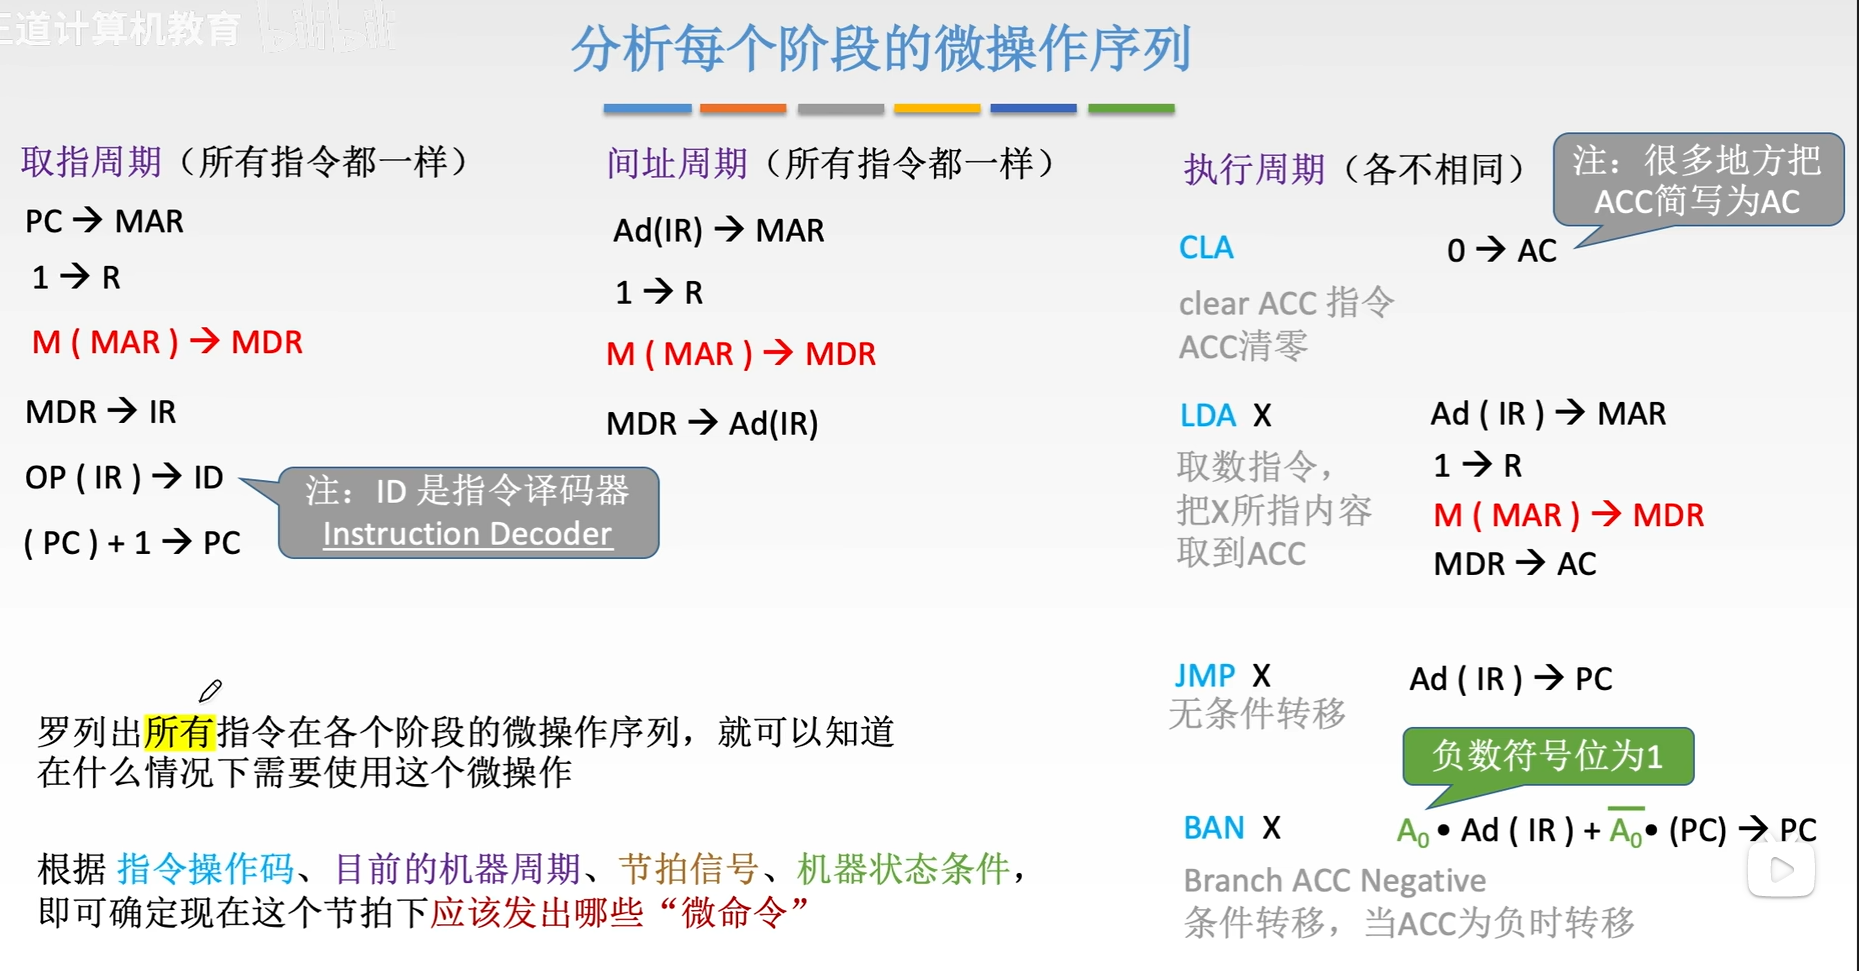 王道计算机教育 bilibili
分析每个阶段的微操作序列
取指周期（所有指令都一样）
PC → MAR
1 → R
M ( MAR ) → MDR
MDR → IR
OP ( IR ) → ID
( PC ) + 1 → PC
注：ID 是指令译码器
Instruction Decoder
间址周期（所有指令都一样）
Ad(IR) → MAR
1 → R
M ( MAR ) → MDR
MDR → Ad(IR)
执行周期（各不相同）
注：很多地方把
ACC简写为AC
CLA 0 → AC
clear ACC 指令
ACC清零
LDA X Ad ( IR ) → MAR
取数指令， 1 → R
把X所指内容 M ( MAR ) → MDR
取到ACC MDR → AC
JMP X Ad ( IR ) → PC
无条件转移
负数符号位为1
BAN X A₀ • Ad ( IR ) + A̅₀ • (PC) → PC
Branch ACC Negative
条件转移，当ACC为负时转移
罗列出所有指令在各个阶段的微操作序列，就可以知道
在什么情况下需要使用这个微操作
根据 指令操作码、目前的机器周期、节拍信号、机器状态条件，
即可确定现在这个节拍下应该发出哪些“微命令”